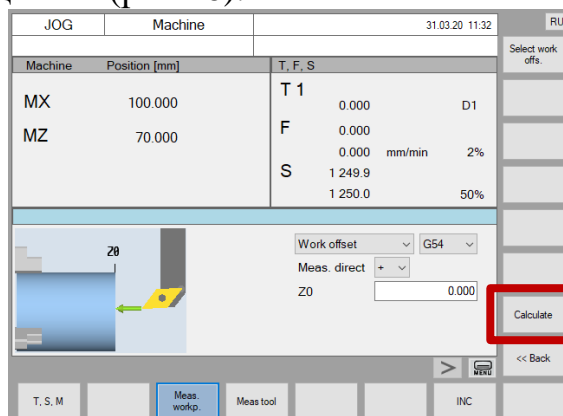 JOG Machine 31.03.20 11:32
Select work offs.
Machine Position [mm] T, F, S
MX 100.000
MZ 70.000
T 1
0.000 D1
F 0.000
0.000 mm/min 2%
S 1 249.9
1 250.0 50%
Z0
Work offset G54
Meas. direct +
Z0 0.000
Calculate
<< Back
> MENU
T, S, M Meas. workp. Meas tool INC